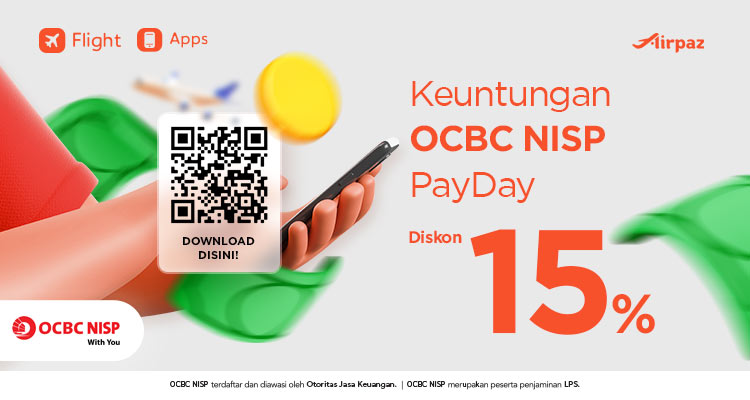 Flight
Apps
Airpaz
Keuntungan
OCBC NISP
PayDay
Diskon
15%
DOWNLOAD
DISINI!
OCBC NISP
With You
OCBC NISP terdaftar dan diawasi oleh Otoritas Jasa Keuangan. | OCBC NISP merupakan peserta penjaminan LPS.